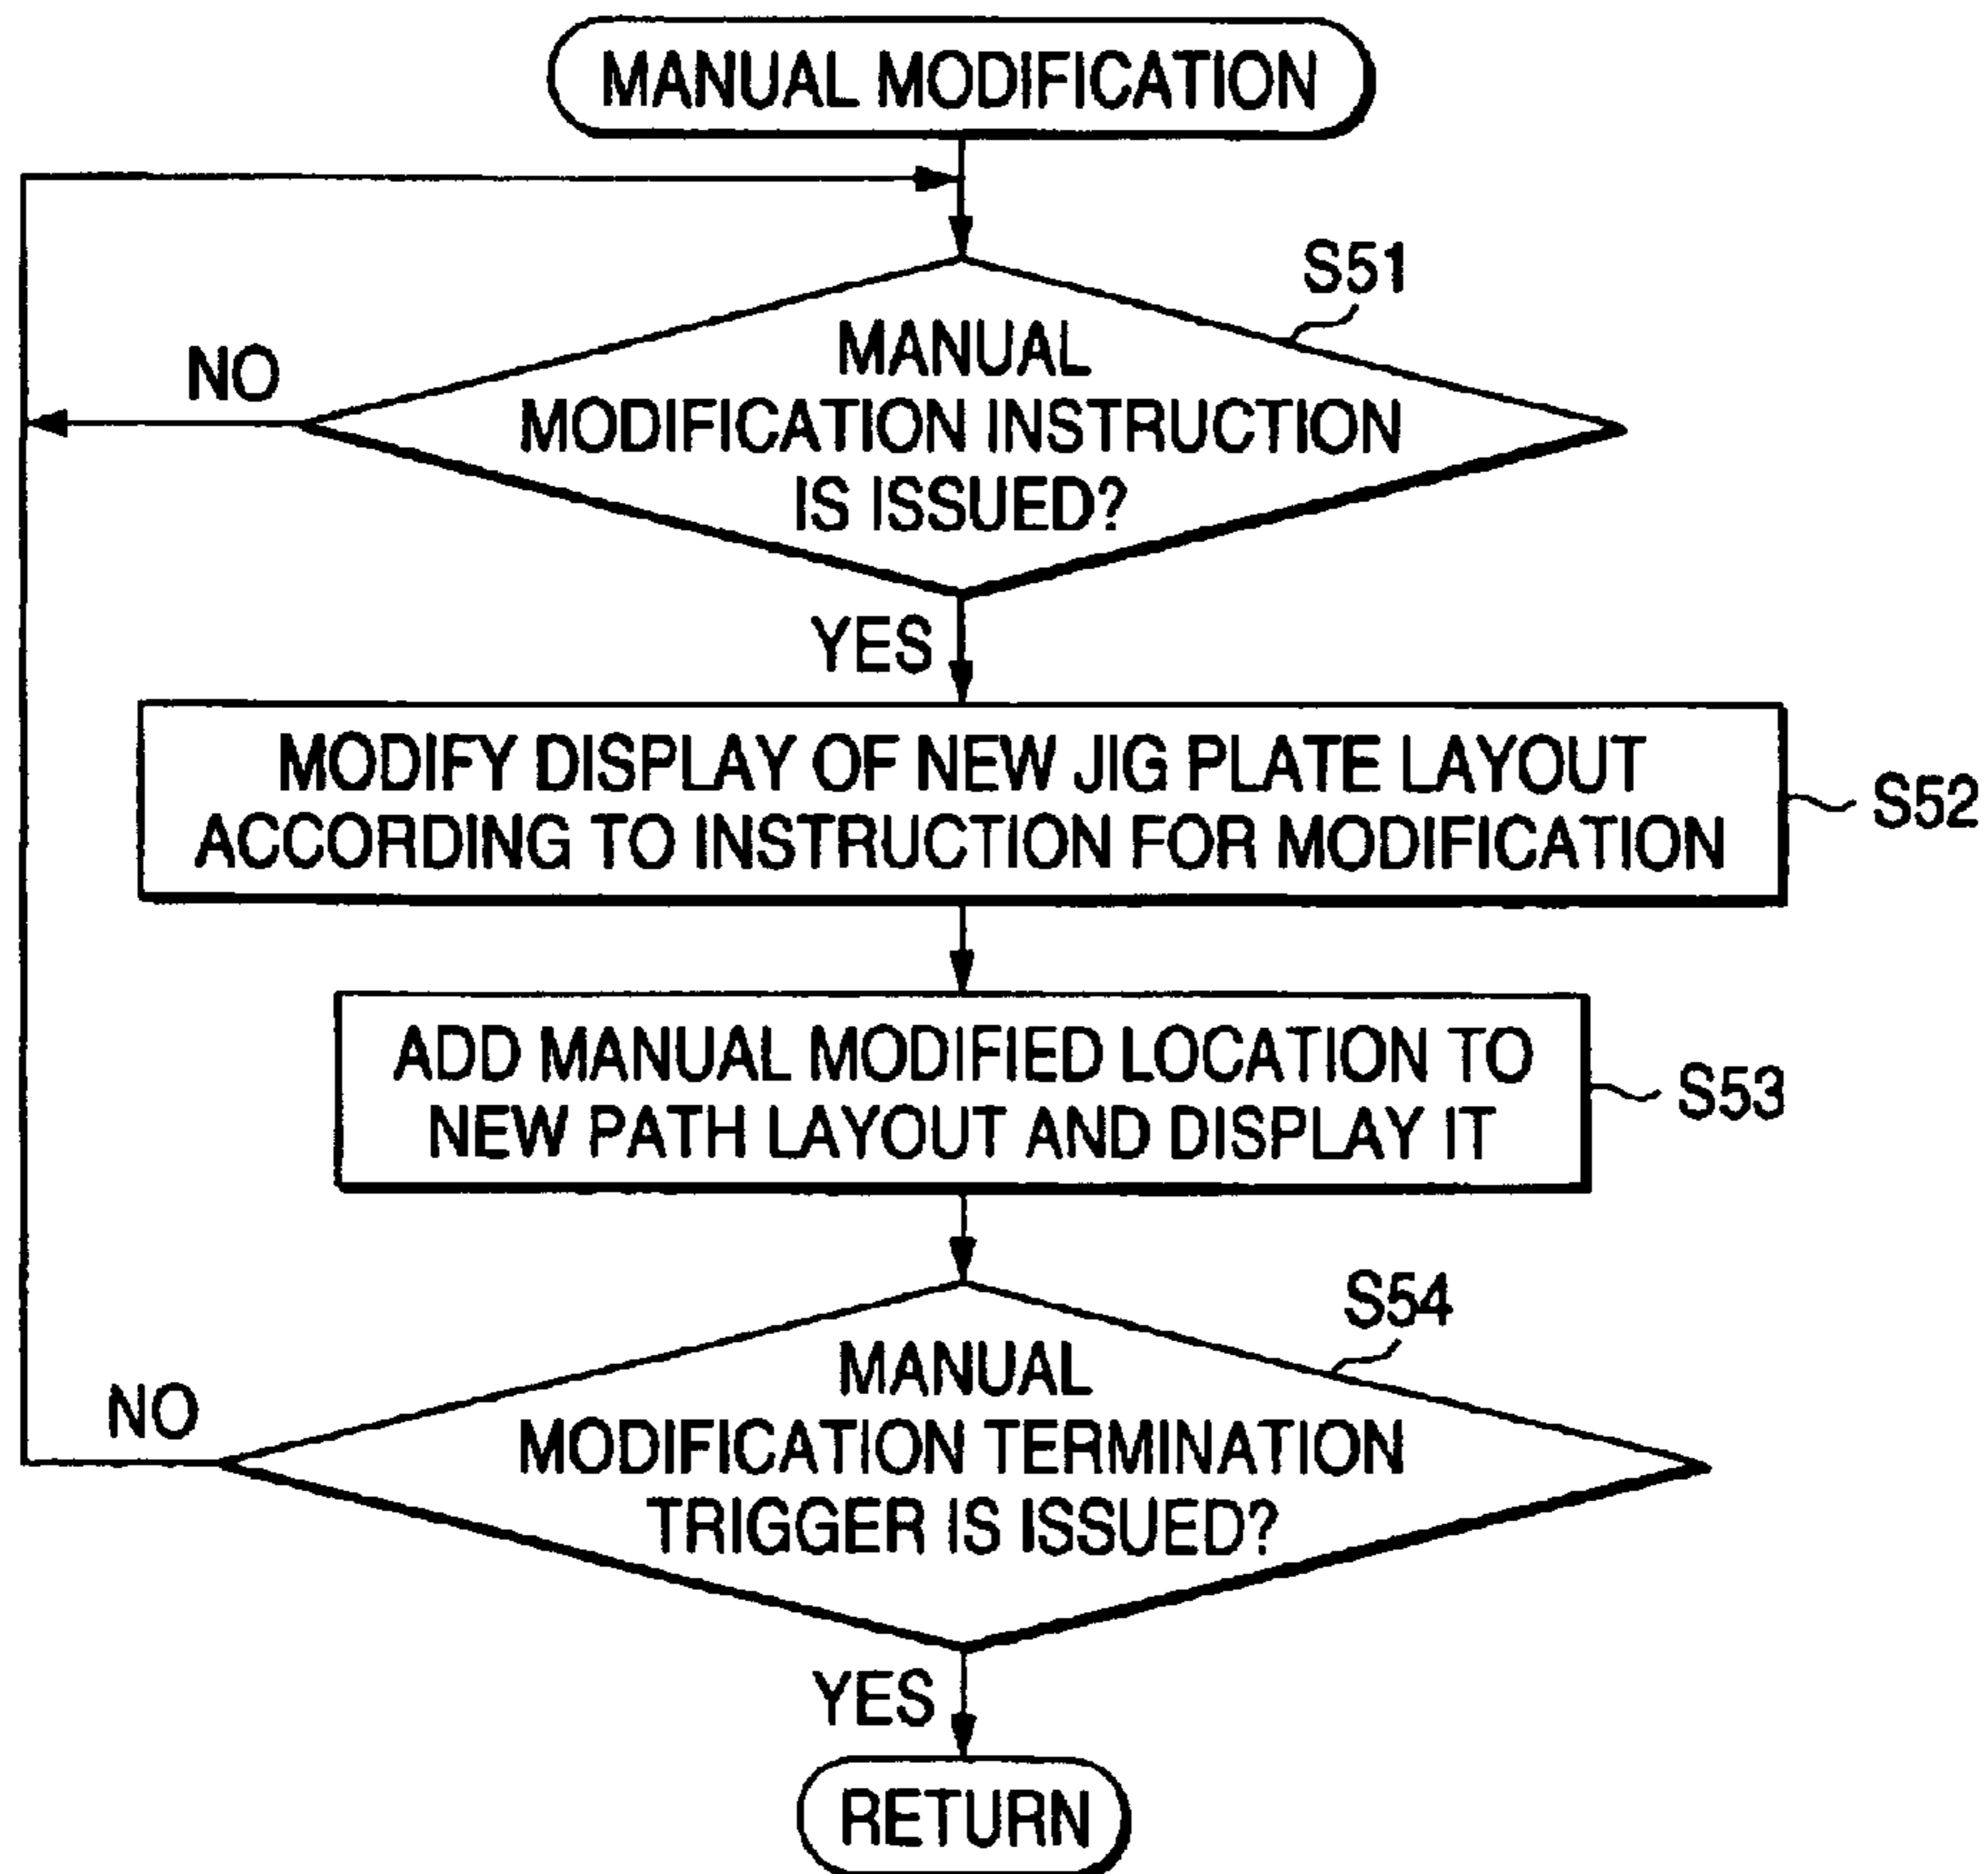 MANUAL MODIFICATION
S51
MANUAL
MODIFICATION INSTRUCTION
IS ISSUED?
NO
YES
MODIFY DISPLAY OF NEW JIG PLATE LAYOUT
ACCORDING TO INSTRUCTION FOR MODIFICATION
S52
ADD MANUAL MODIFIED LOCATION TO
NEW PATH LAYOUT AND DISPLAY IT
S53
S54
MANUAL
MODIFICATION TERMINATION
TRIGGER IS ISSUED?
NO
YES
RETURN